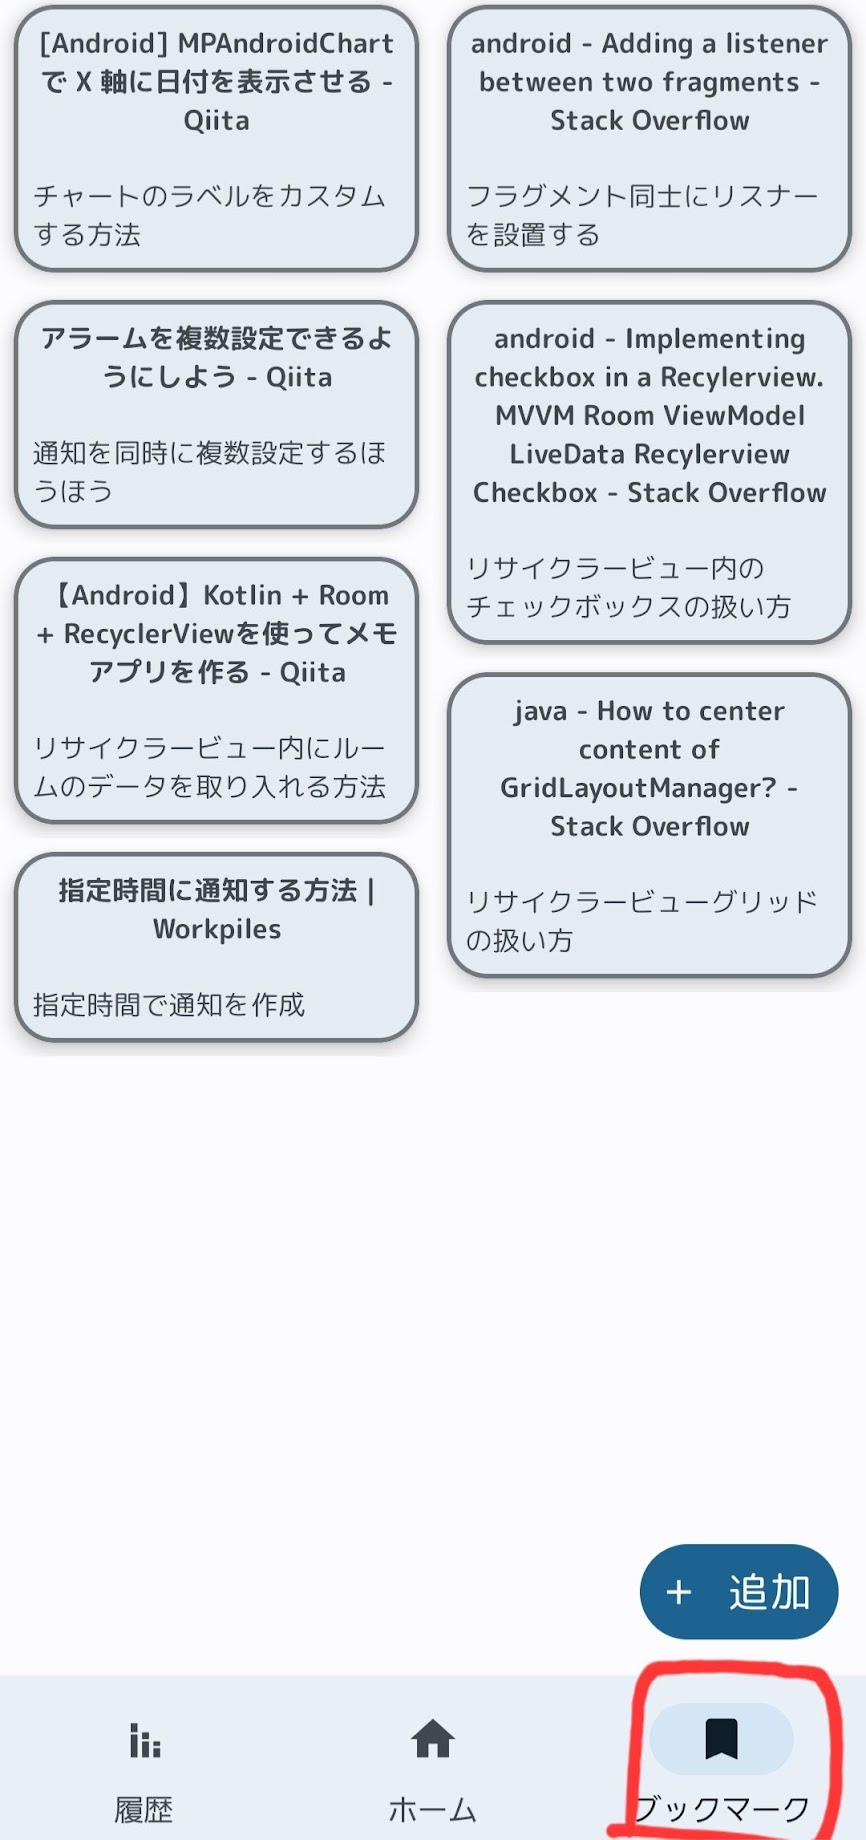 [Android] MPAndroidChart
で X 軸に日付を表示させる -
Qiita
チャートのラベルをカスタム
する方法
android - Adding a listener
between two fragments -
Stack Overflow
フラグメント同士にリスナー
を設置する
アラームを複数設定できるよ
うにしよう - Qiita
通知を同時に複数設定するほ
うほう
android - Implementing
checkbox in a Recylerview.
MVVM Room ViewModel
LiveData Recylerview
Checkbox - Stack Overflow
リサイクラービュー内の
チェックボックスの扱い方
【Android】Kotlin + Room
+ RecyclerViewを使ってメモ
アプリを作る - Qiita
リサイクラービュー内にルー
ムのデータを取り入れる方法
java - How to center
content of
GridLayoutManager? -
Stack Overflow
リサイクラービューグリッド
の扱い方
指定時間に通知する方法 |
Workpiles
指定時間で通知を作成
+ 追加
履歴
ホーム
ブックマーク